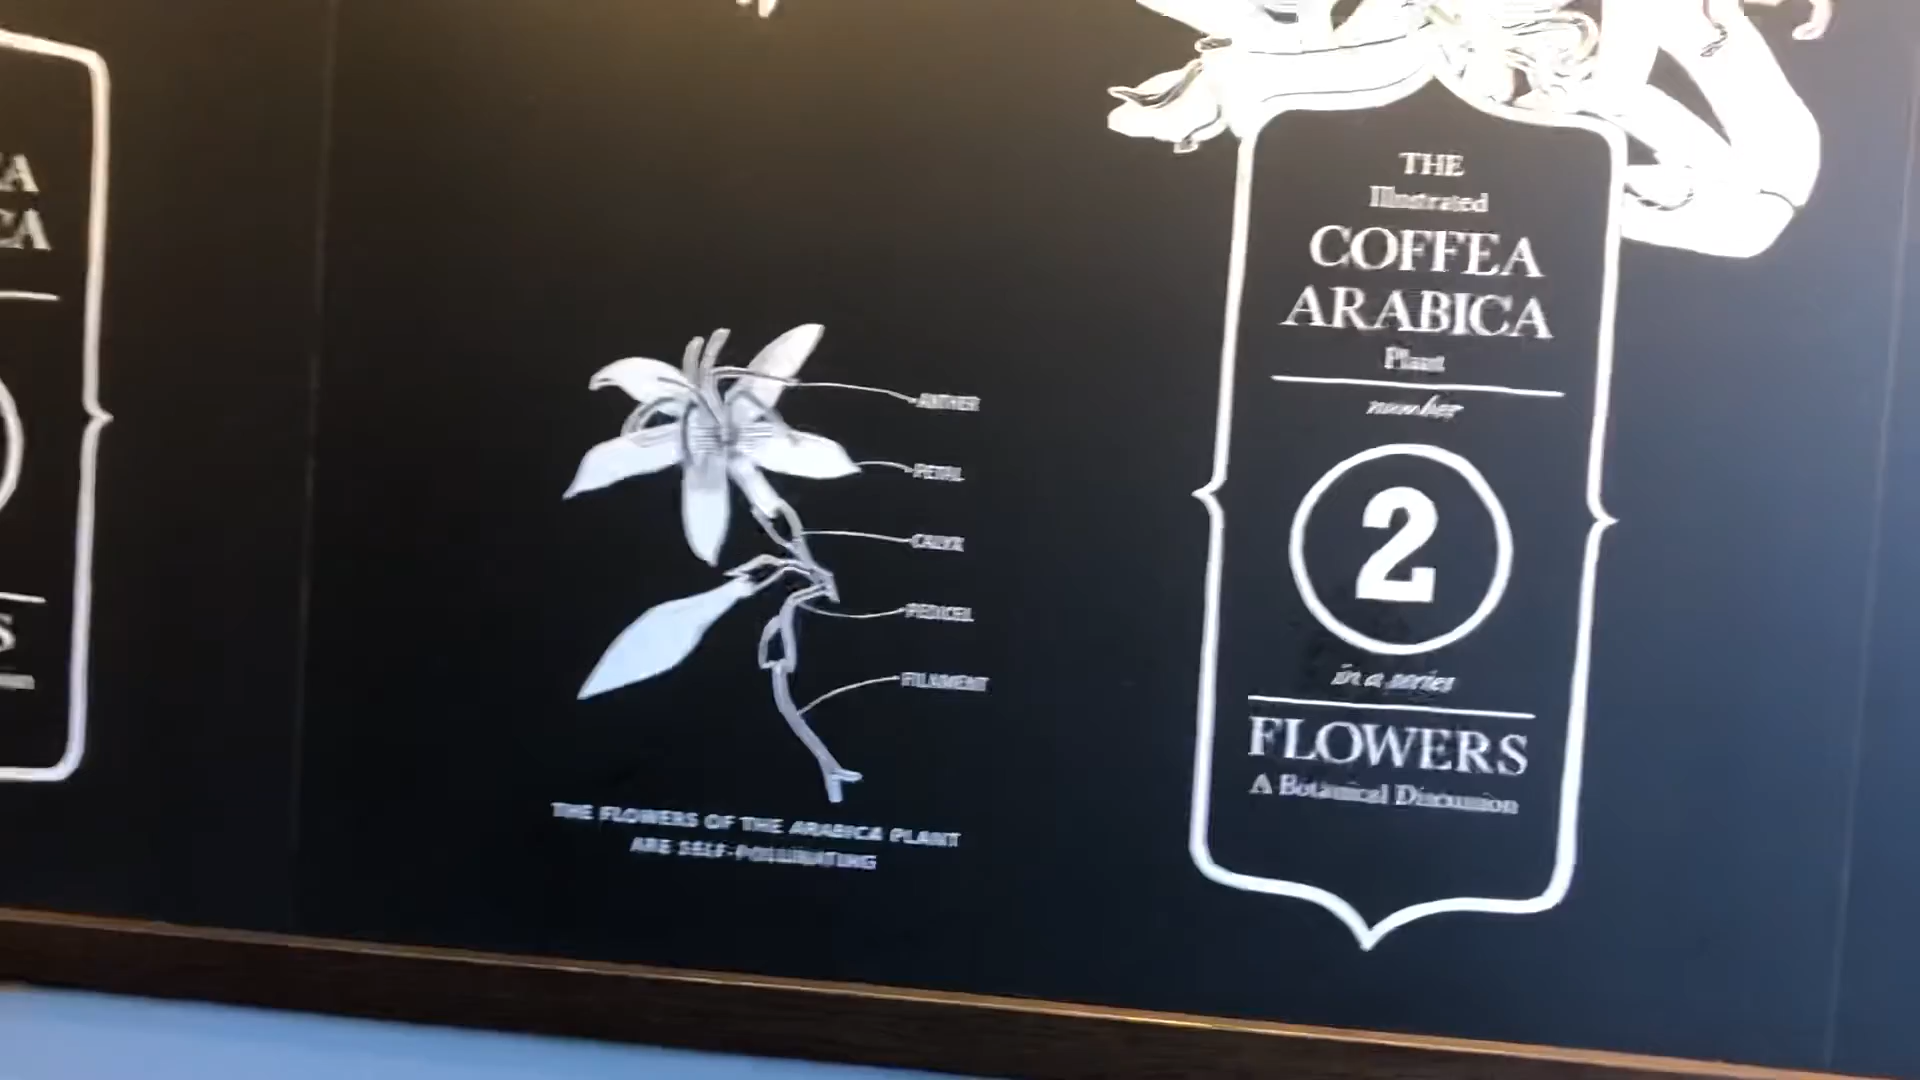 ANTHER
PETAL
CALYX
PEDICEL
FILAMENT
THE FLOWERS OF THE ARABICA PLANT
ARE SELF-POLLINATING
THE
Illustrated
COFFEA
ARABICA
Plant
number
2
in a series
FLOWERS
A Botanical Discussion